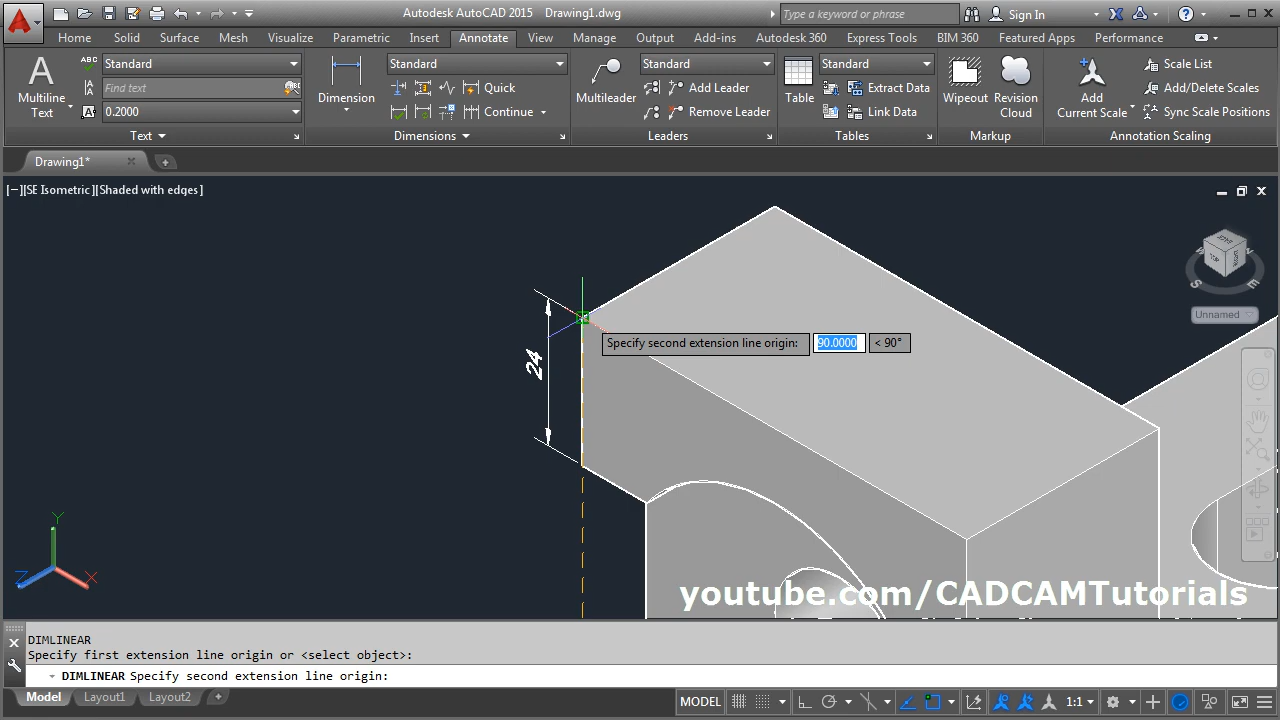 Autodesk AutoCAD 2015 Drawing1.dwg
Type a keyword or phrase
Sign In
Home Solid Surface Mesh Visualize Parametric Insert Annotate View Manage Output Add-ins Autodesk 360 Express Tools BIM 360 Featured Apps Performance
Multiline
Text
ABC
A
Standard
Find text
0.2000
Text
Dimension
Standard
Quick
Continue
Dimensions
Multileader
Standard
Add Leader
Remove Leader
Leaders
Table
Standard
Extract Data
Link Data
Tables
Wipeout
Revision
Cloud
Markup
Add
Current Scale
Scale List
Add/Delete Scales
Sync Scale Positions
Annotation Scaling
Drawing1*
[−][SE Isometric][Shaded with edges]
TOP
S
E
Unnamed
24
Specify second extension line origin: 90.0000 < 90°
Y
Z
X
youtube.com/CADCAMTutorials
DIMLINEAR
Specify first extension line origin or <select object>:
DIMLINEAR Specify second extension line origin:
Model Layout1 Layout2 +
MODEL
1:1